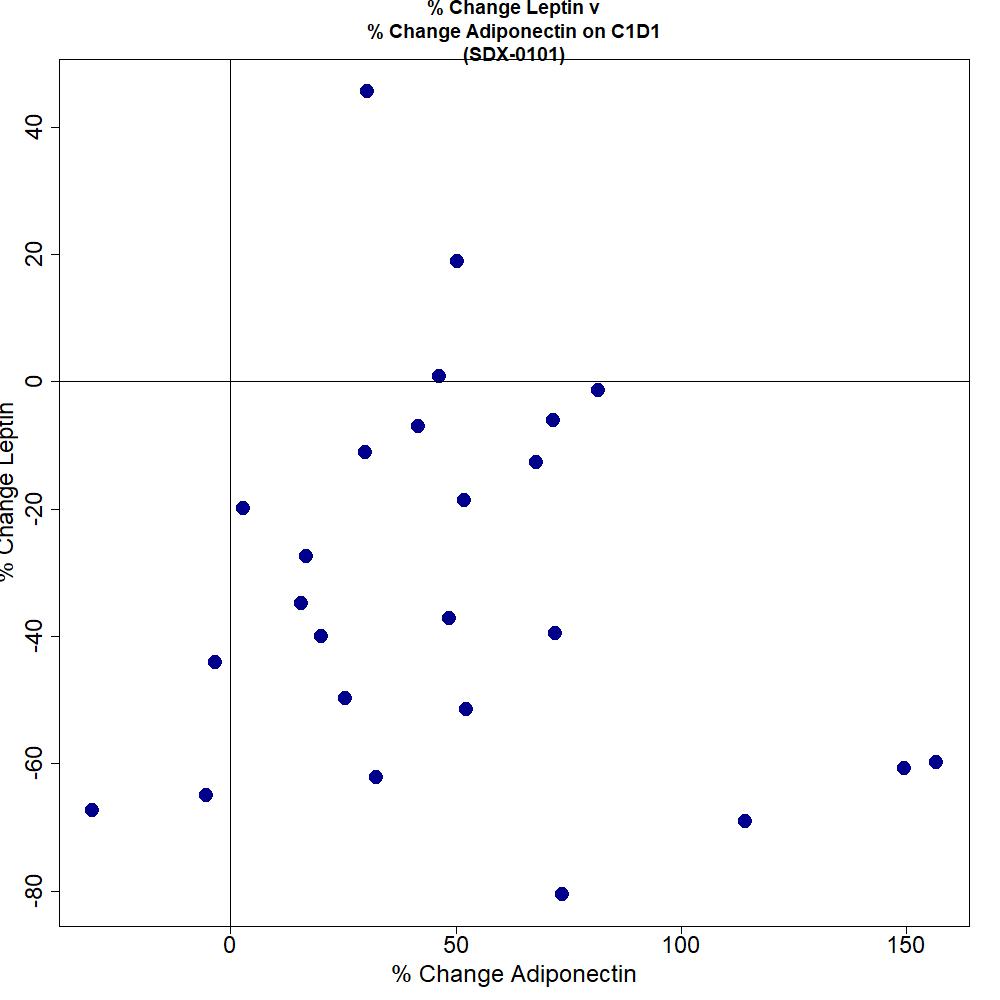 % Change Leptin v
% Change Adiponectin on C1D1
(SDX-0101)
40
20
0
-20
-40
-60
-80
% Change Leptin
0
50
100
150
% Change Adiponectin